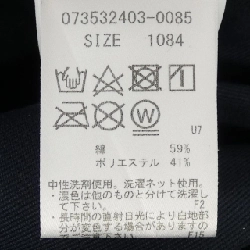 073532403-0085
SIZE 1084
W
U7
綿 59%
ポリエステル 41%
中性洗剤使用。洗濯ネット使用。
・濃色は他のものと分けて洗濯し
て下さい。
F2
・長時間の直射日光により白地部
分が変色する場合があります。
F15